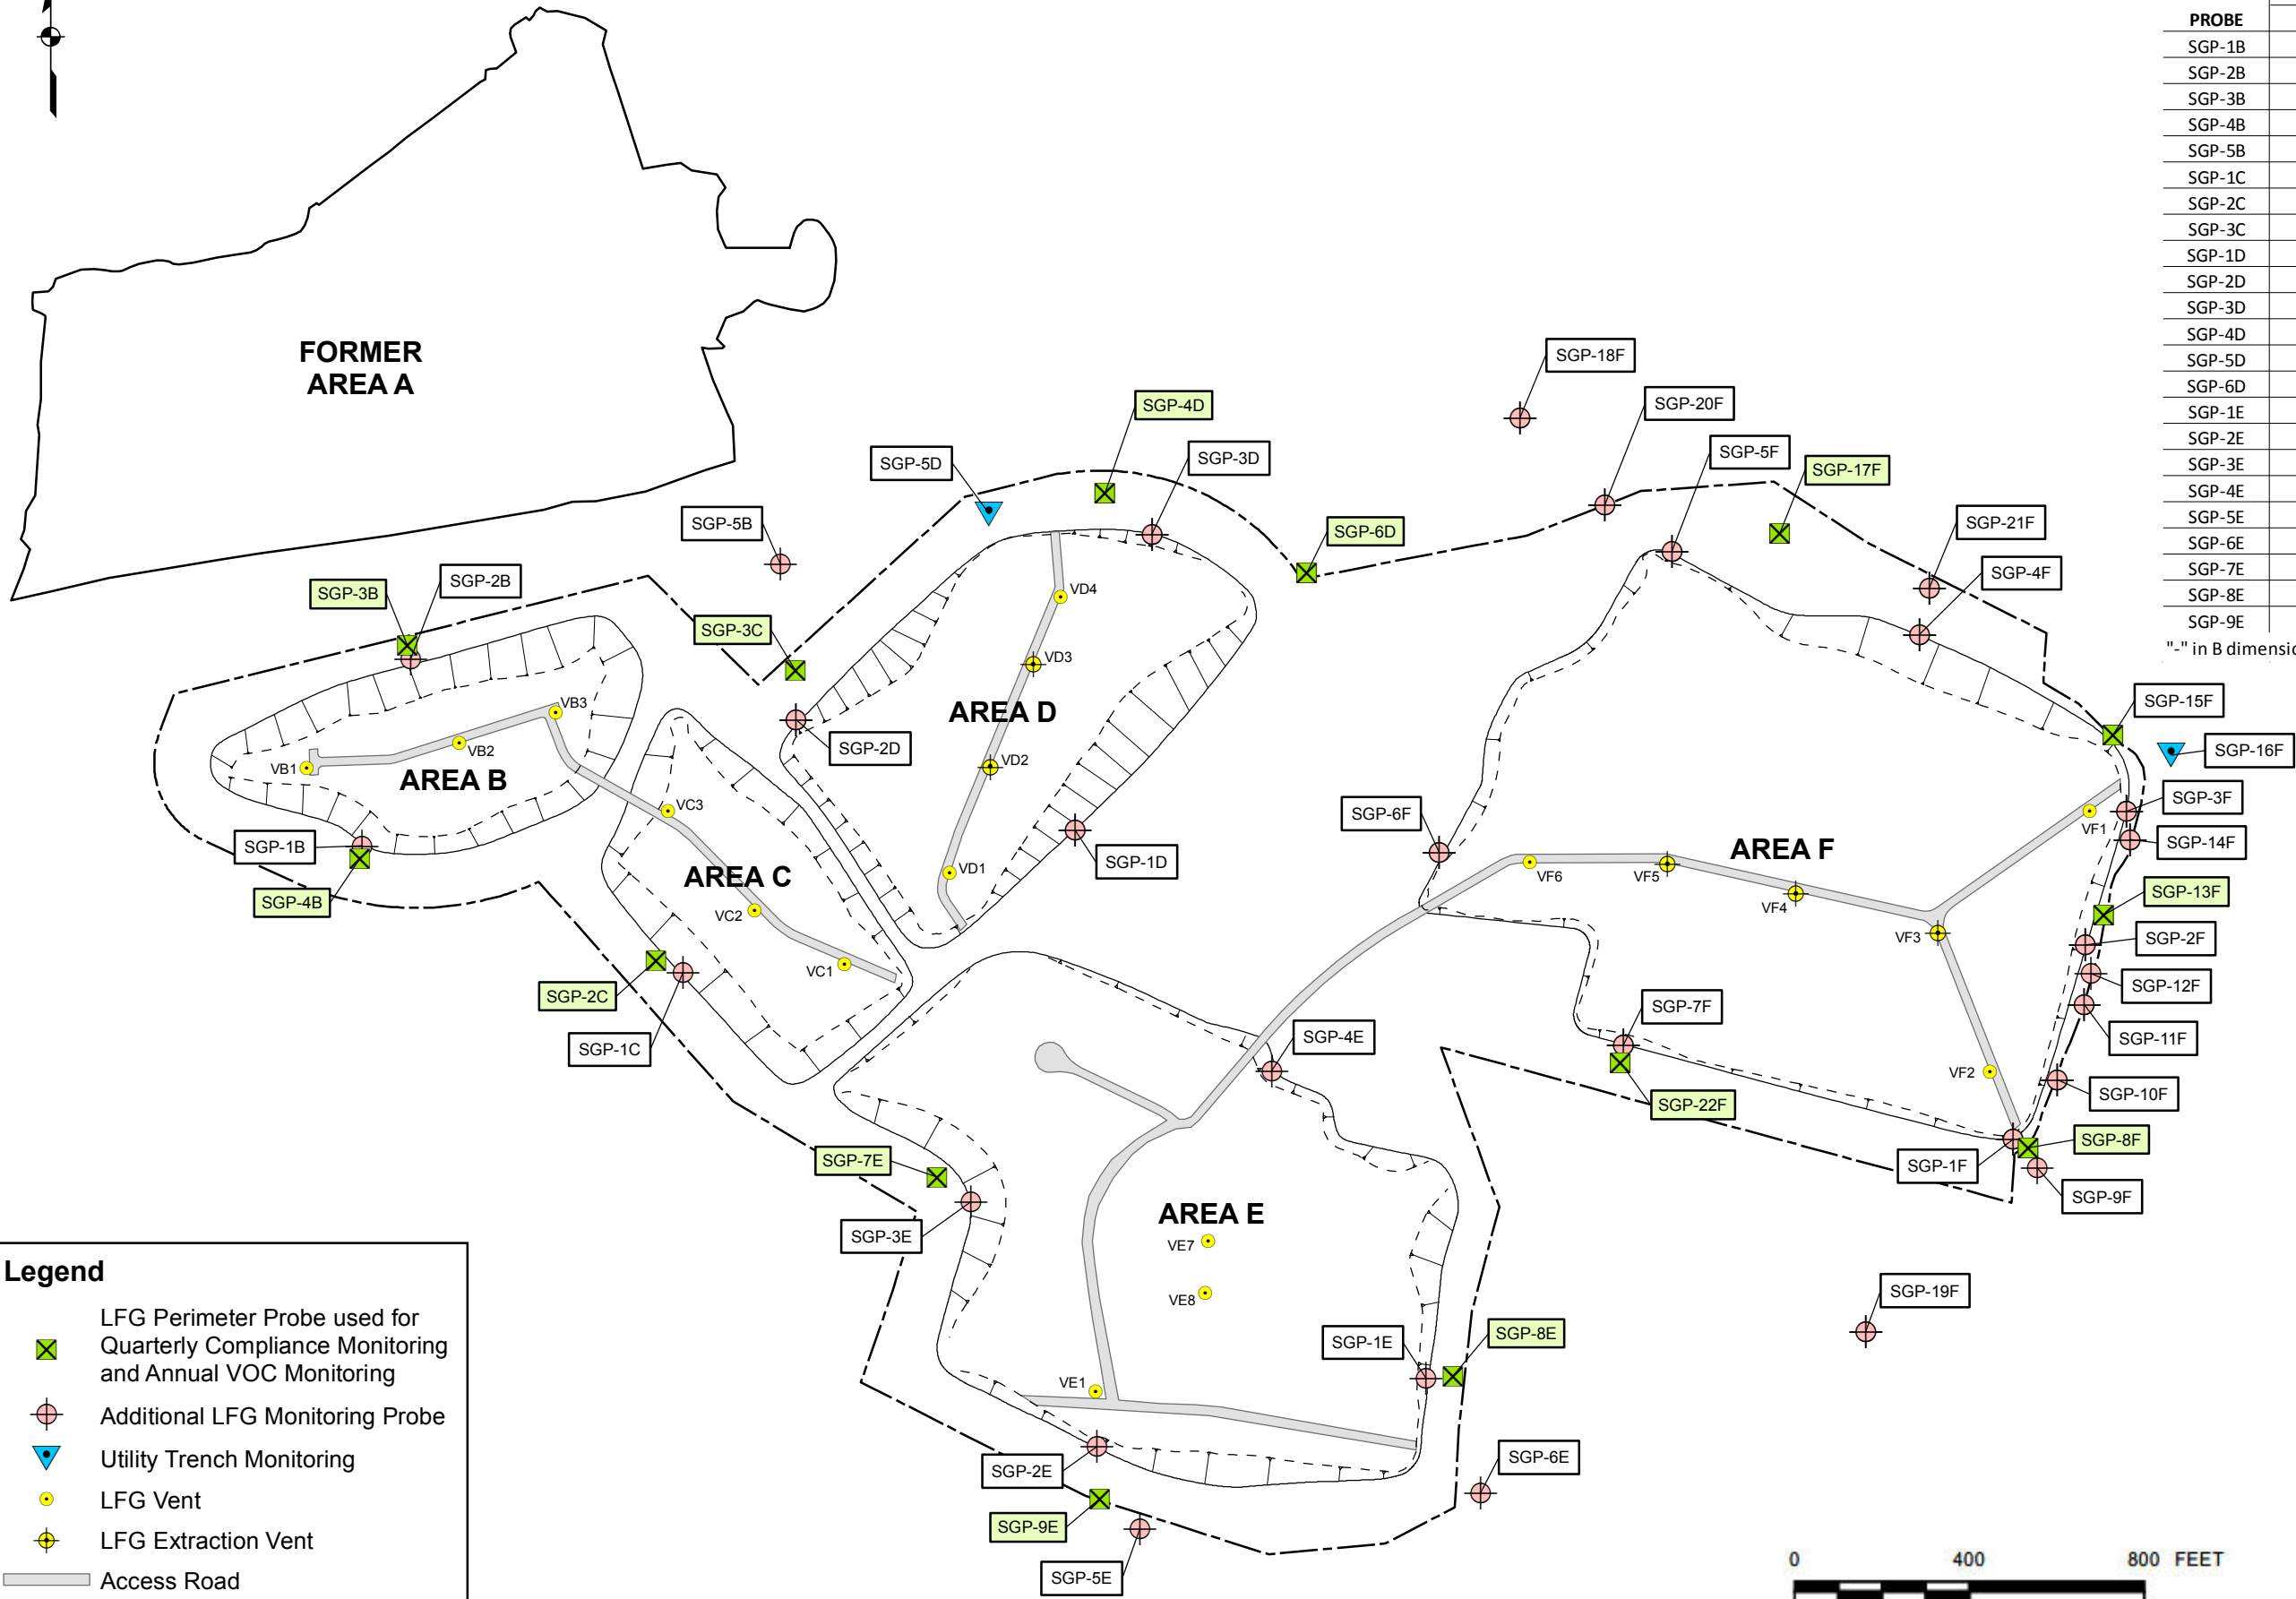 PROBE
SGP-1B
SGP-2B
SGP-3B
SGP-4B
SGP-5B
SGP-1C
SGP-2C
SGP-3C
SGP-1D
SGP-2D
SGP-3D
SGP-4D
SGP-5D
SGP-6D
SGP-1E
SGP-2E
SGP-3E
SGP-4E
SGP-5E
SGP-6E
SGP-7E
SGP-8E
SGP-9E
"-" in B dimensio
FORMER
AREA A
SGP-18F
SGP-4D
SGP-20F
SGP-5D
SGP-3D
SGP-5F
SGP-17F
SGP-5B
SGP-6D
SGP-21F
SGP-2B
SGP-3B
SGP-4F
VD4
SGP-3C
VD3
SGP-15F
VB3
AREA D
SGP-2D
VB2
SGP-16F
VD2
VB1
AREA B
SGP-3F
VC3
SGP-6F
VF1
SGP-1B
SGP-14F
AREA F
SGP-1D
VD1
VF6
VF5
AREA C
SGP-13F
SGP-4B
VF4
VC2
VF3
SGP-2F
VC1
SGP-12F
SGP-2C
SGP-7F
SGP-11F
SGP-4E
SGP-1C
VF2
SGP-10F
SGP-22F
SGP-8F
SGP-7E
SGP-1F
SGP-9F
AREA E
SGP-3E
VE7
SGP-19F
VE8
SGP-8E
SGP-1E
VE1
SGP-6E
SGP-2E
SGP-9E
SGP-5E
Legend
LFG Perimeter Probe used for
Quarterly Compliance Monitoring
and Annual VOC Monitoring
Additional LFG Monitoring Probe
Utility Trench Monitoring
LFG Vent
LFG Extraction Vent
Access Road
0 400 800 FEET